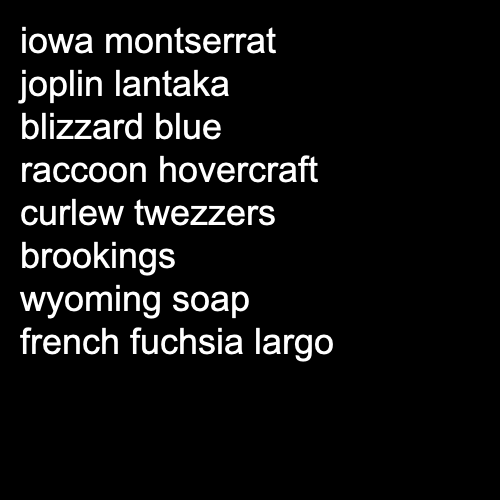 iowa montserrat
joplin lantaka
blizzard blue
raccoon hovercraft
curlew twezzers
brookings
wyoming soap
french fuchsia largo